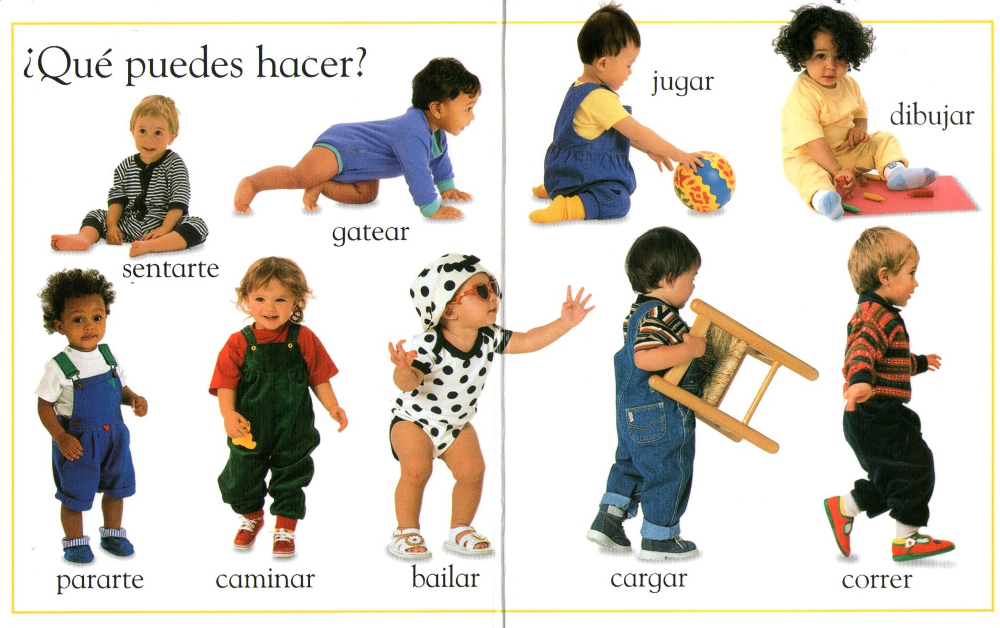 ¿Qué puedes hacer?
sentarte
gatear
jugar
dibujar
pararte
caminar
bailar
cargar
correr